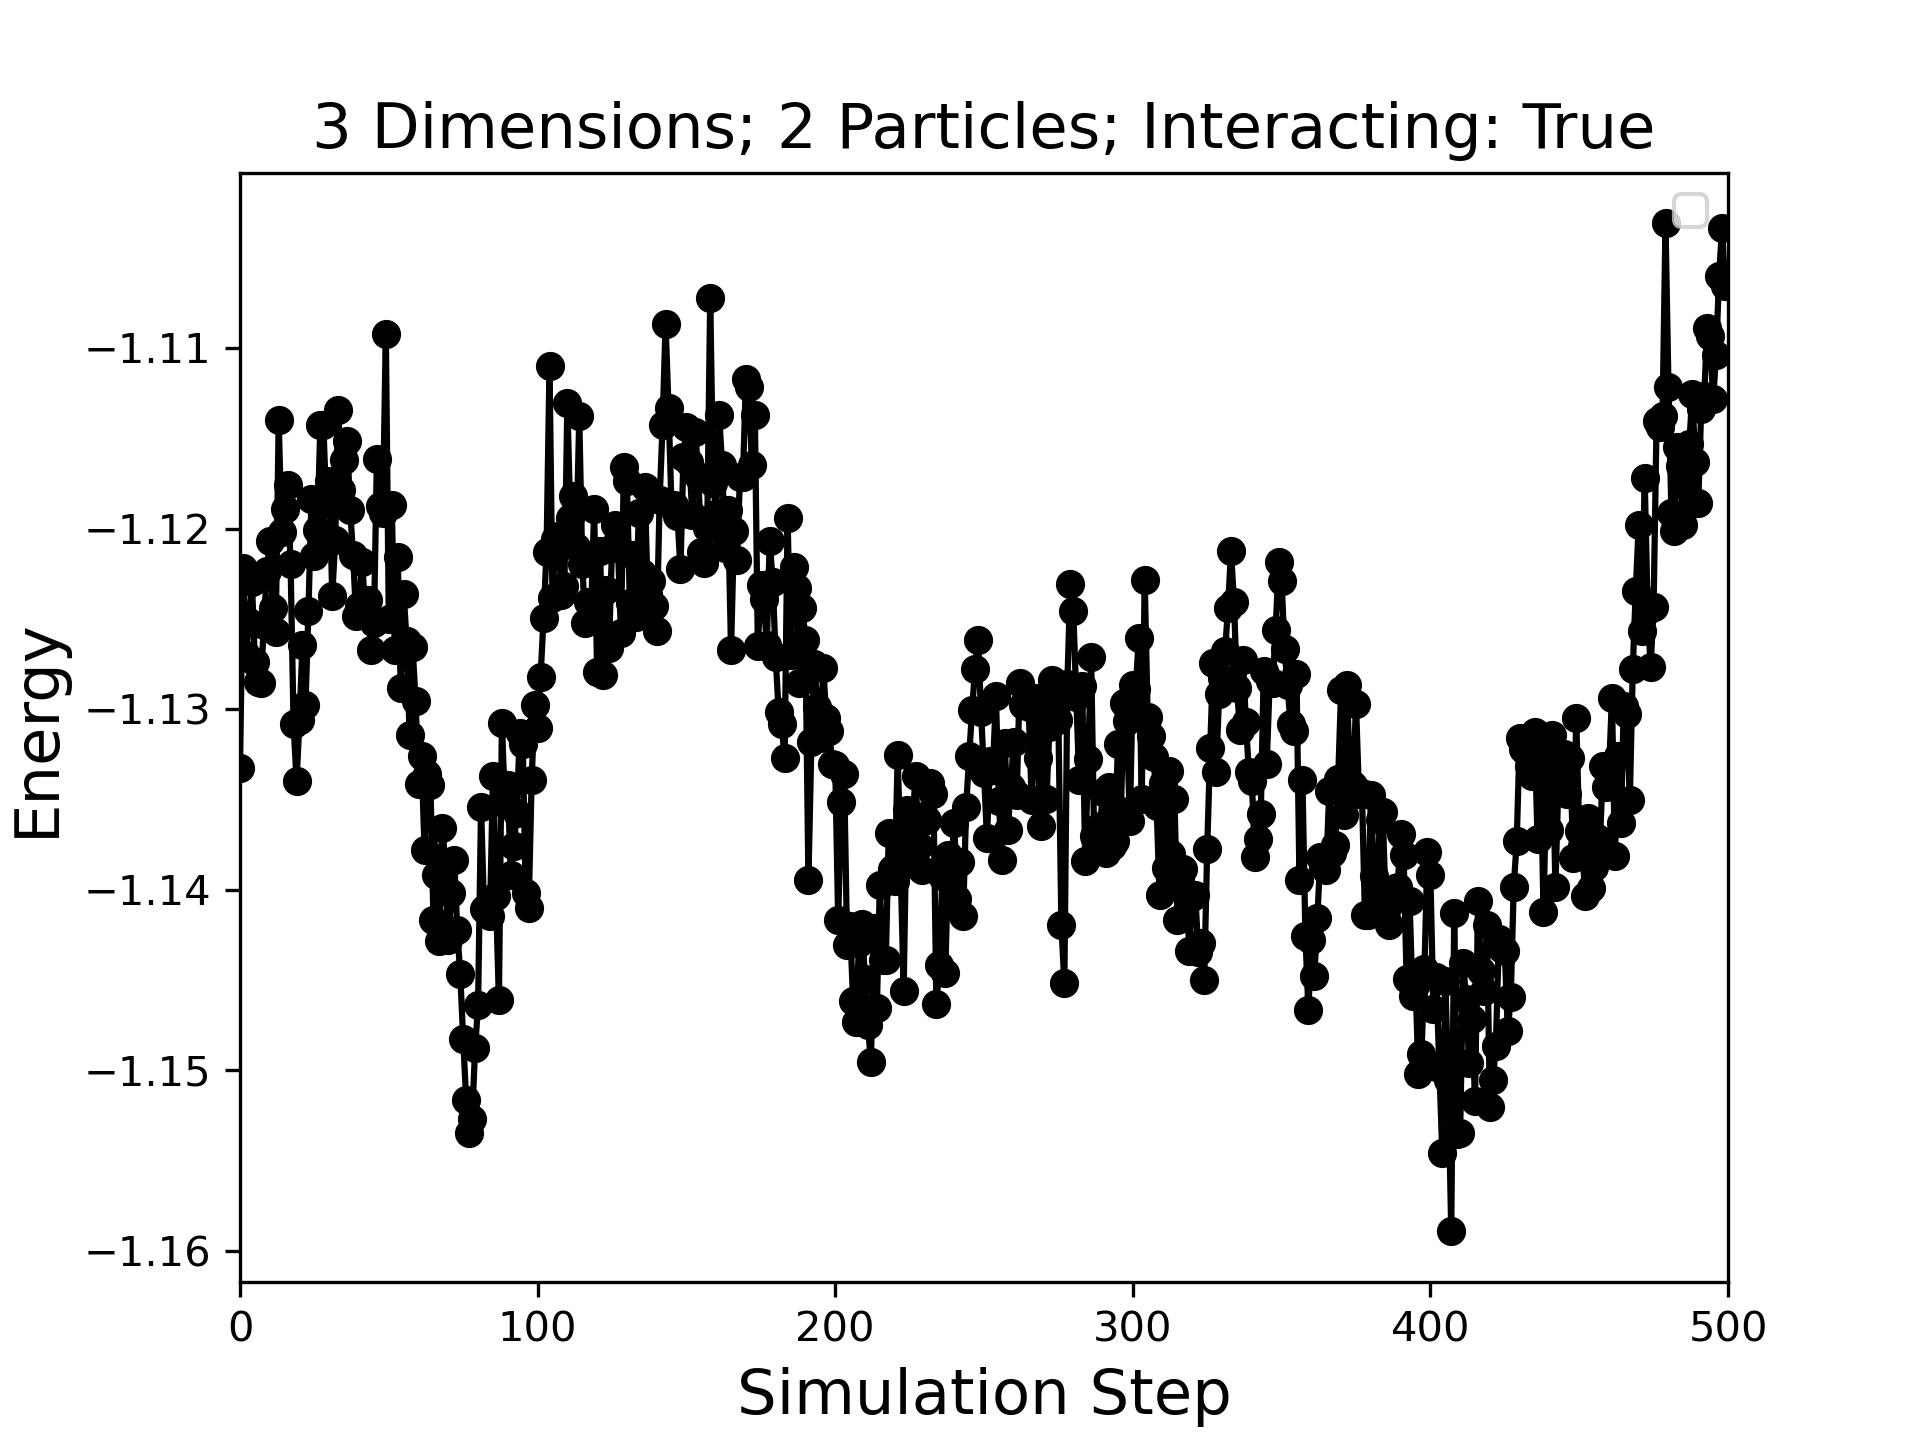 3 Dimensions; 2 Particles; Interacting: True
Energy
−1.11
−1.12
−1.13
−1.14
−1.15
−1.16
0 100 200 300 400 500
Simulation Step